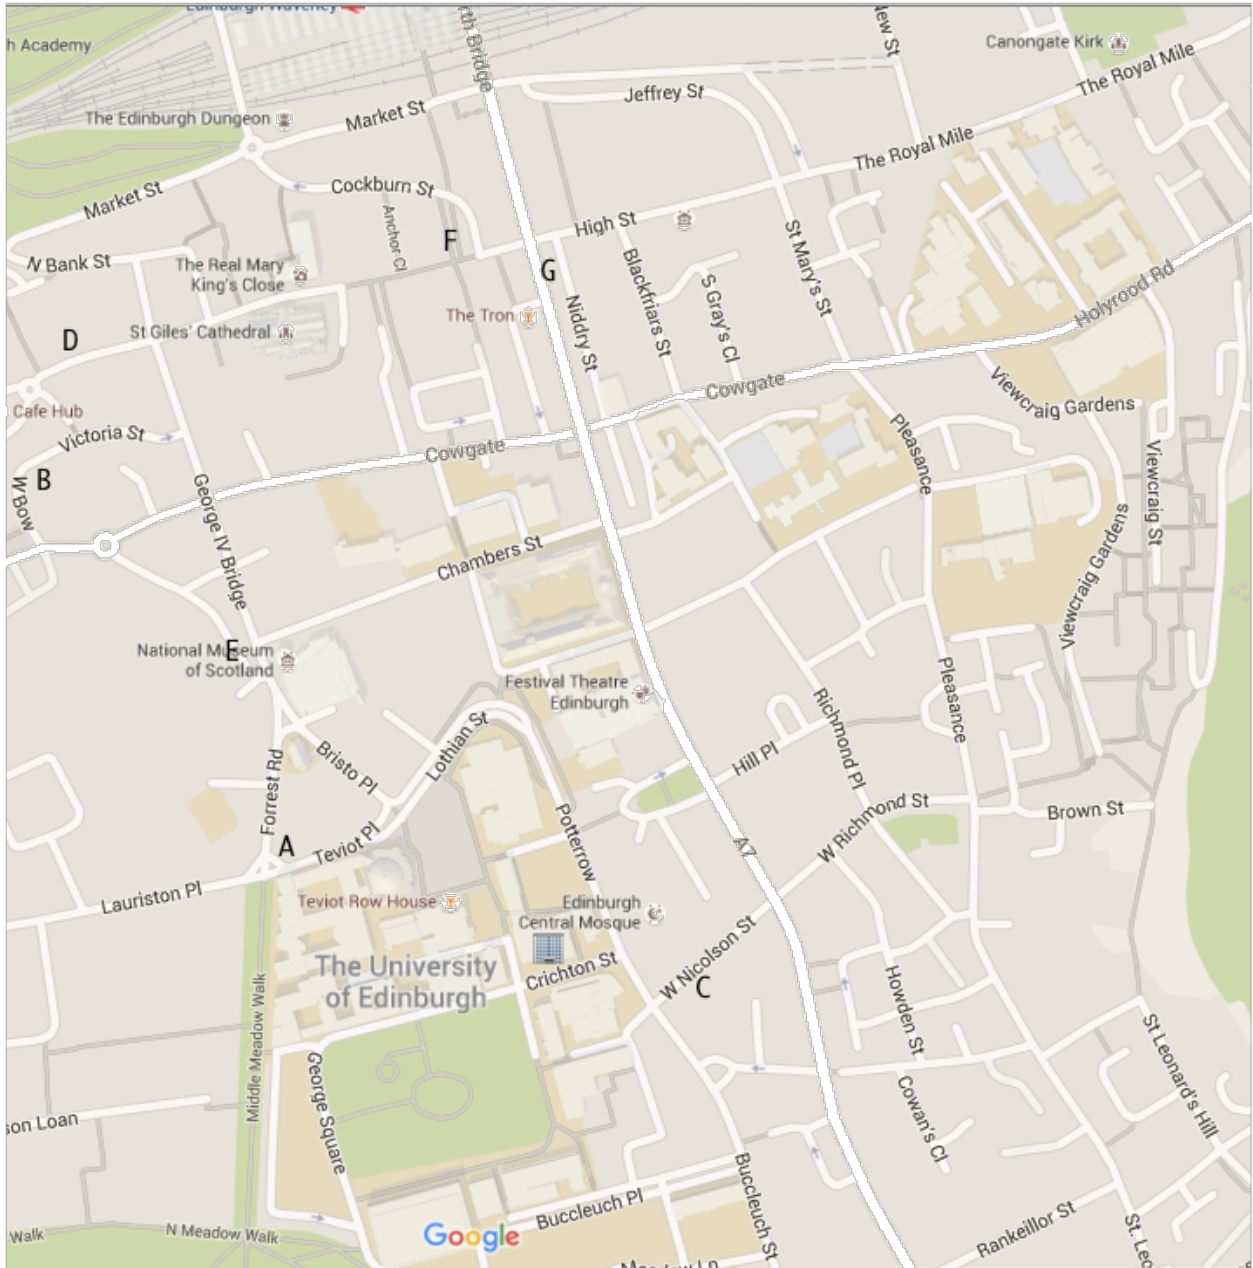 Edinburgh Waverley
h Academy
rth Bridge
New St
Canongate Kirk
The Royal Mile
Jeffrey St
The Edinburgh Dungeon
Market St
The Royal Mile
Market St
Cockburn St
Anchor Cl
High St
St Mary's St
F
G
N Bank St
The Real Mary
King's Close
Blackfriars St
S Gray's Cl
Holyrood Rd
Niddry St
The Tron
D
St Giles' Cathedral
Cowgate
Viewcraig Gardens
Cafe Hub
Victoria St
Cowgate
Pleasance
Viewcraig St
B
W Bow
George IV Bridge
Chambers St
Viewcraig Gardens
E
National Museum
of Scotland
Festival Theatre
Edinburgh
Pleasance
Richmond Pl
Lothian St
Bristo Pl
Hill Pl
Forrest Rd
Potterrow
W Richmond St
Brown St
A
Teviot Pl
A7
Lauriston Pl
Teviot Row House
Edinburgh
Central Mosque
The University
of Edinburgh
Crichton St
W Nicolson St
C
Howden St
Middle Meadow Walk
St Leonard's Hill
George Square
Cowan's Cl
son Loan
Buccleuch Pl
Buccleuch St
Rankeillor St
St. Leo
Walk
N Meadow Walk
Google
Meadow Ln